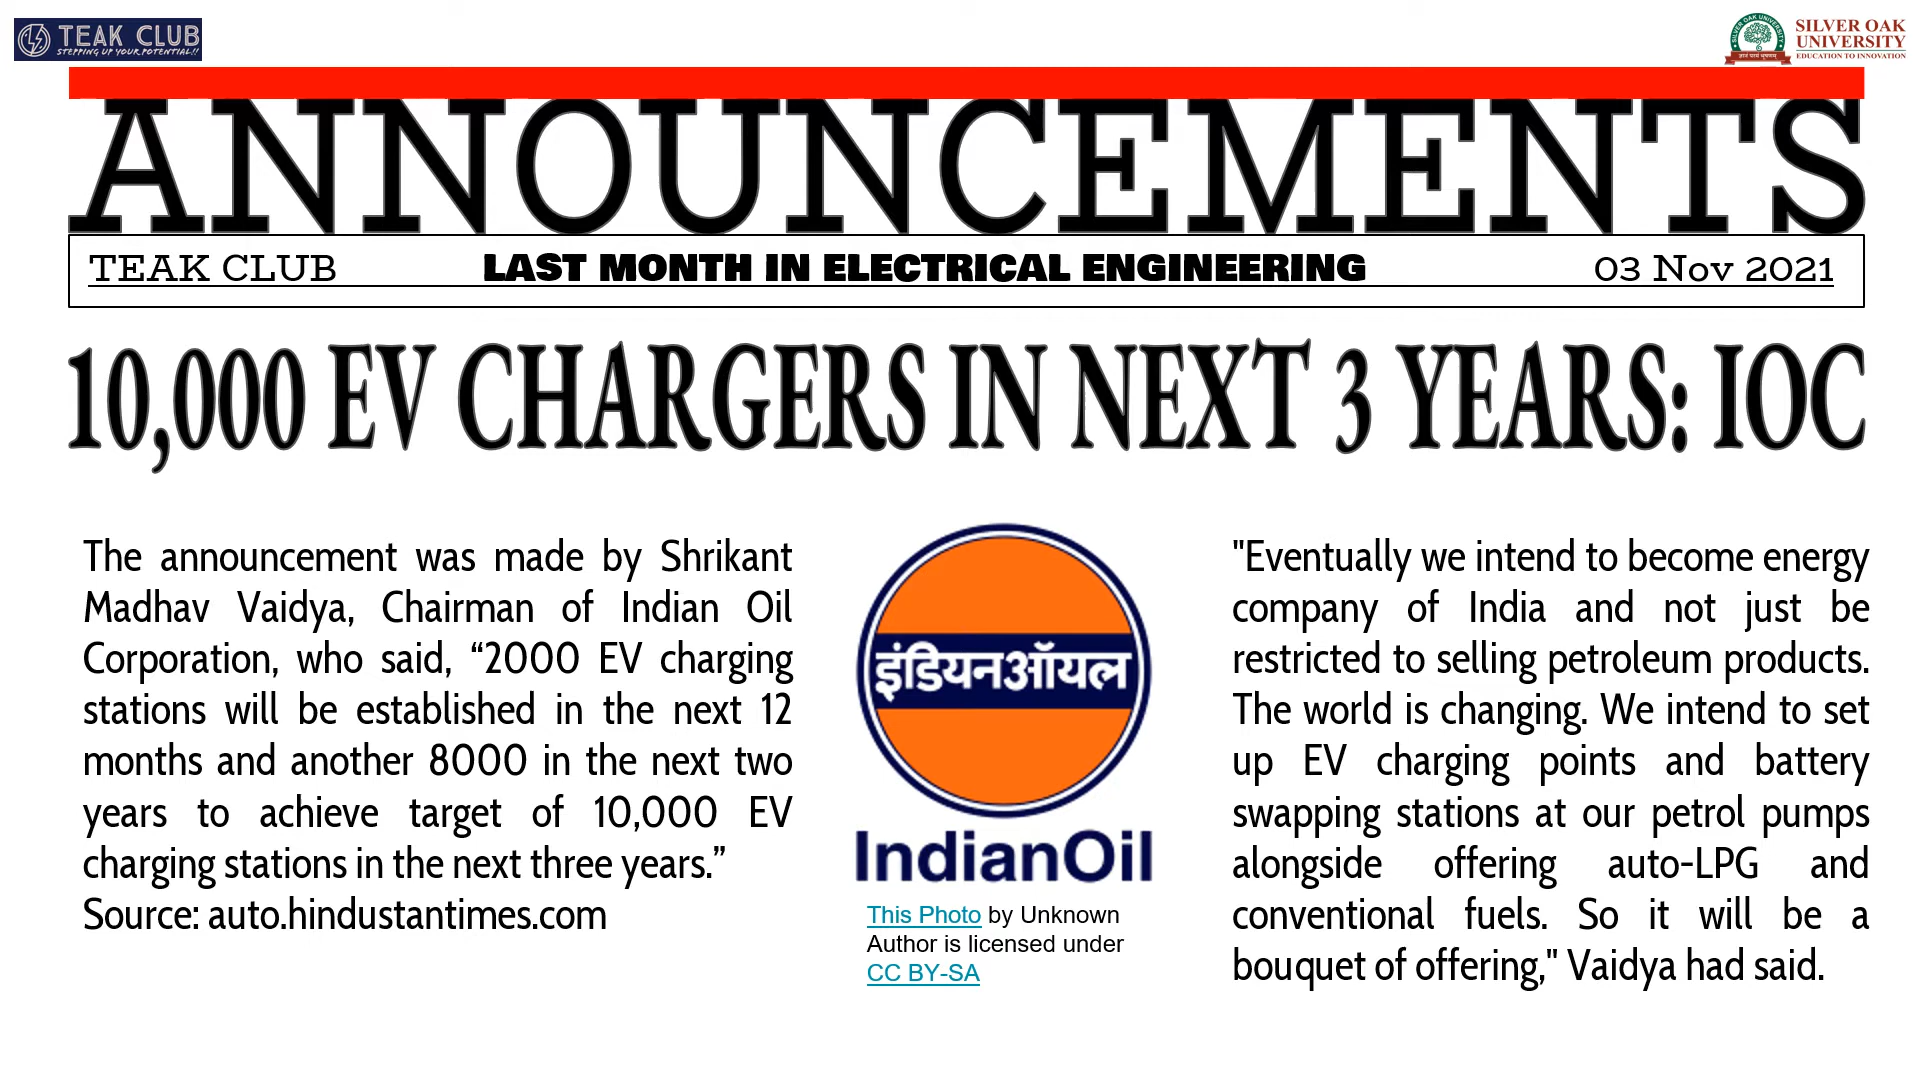 TEAK CLUB
STEPPING UP YOUR POTENTIAL!!
SILVER OAK UNIVERSITY
SILVER OAK
UNIVERSITY
EDUCATION TO INNOVATION
ANNOUNCEMENTS
TEAK CLUB
LAST MONTH IN ELECTRICAL ENGINEERING
03 Nov 2021
10,000 EV CHARGERS IN NEXT 3 YEARS: IOC
The announcement was made by Shrikant
Madhav Vaidya, Chairman of Indian Oil
Corporation, who said, “2000 EV charging
stations will be established in the next 12
months and another 8000 in the next two
years to achieve target of 10,000 EV
charging stations in the next three years.”
Source: auto.hindustantimes.com
इंडियनऑयल
IndianOil
This Photo by Unknown
Author is licensed under
CC BY-SA
"Eventually we intend to become energy
company of India and not just be
restricted to selling petroleum products.
The world is changing. We intend to set
up EV charging points and battery
swapping stations at our petrol pumps
alongside offering auto-LPG and
conventional fuels. So it will be a
bouquet of offering," Vaidya had said.